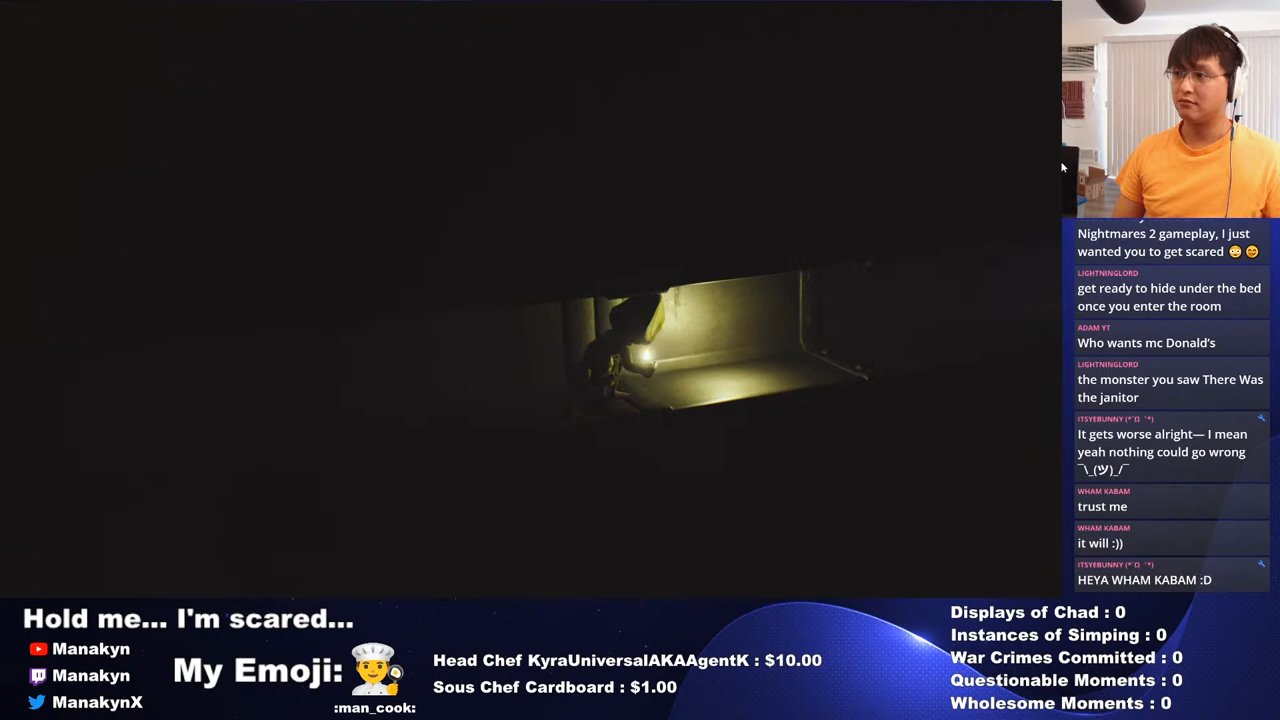 Nightmares 2 gameplay, I just
wanted you to get scared 😳 😊
LIGHTNINGLORD
get ready to hide under the bed
once you enter the room
ADAM YT
Who wants mc Donald's
LIGHTNINGLORD
the monster you saw There Was
the janitor
ITSYEBUNNY (*´Ω｀*)
It gets worse alright— I mean
yeah nothing could go wrong
¯\_(ツ)_/¯
WHAM KABAM
trust me
WHAM KABAM
it will :))
ITSYEBUNNY (*´Ω｀*)
HEYA WHAM KABAM :D
Hold me... I'm scared...
Manakyn
Manakyn
ManakynX
My Emoji:
:man_cook:
Head Chef KyraUniversalAKAAgentK : $10.00
Sous Chef Cardboard : $1.00
Displays of Chad : 0
Instances of Simping : 0
War Crimes Committed : 0
Questionable Moments : 0
Wholesome Moments : 0